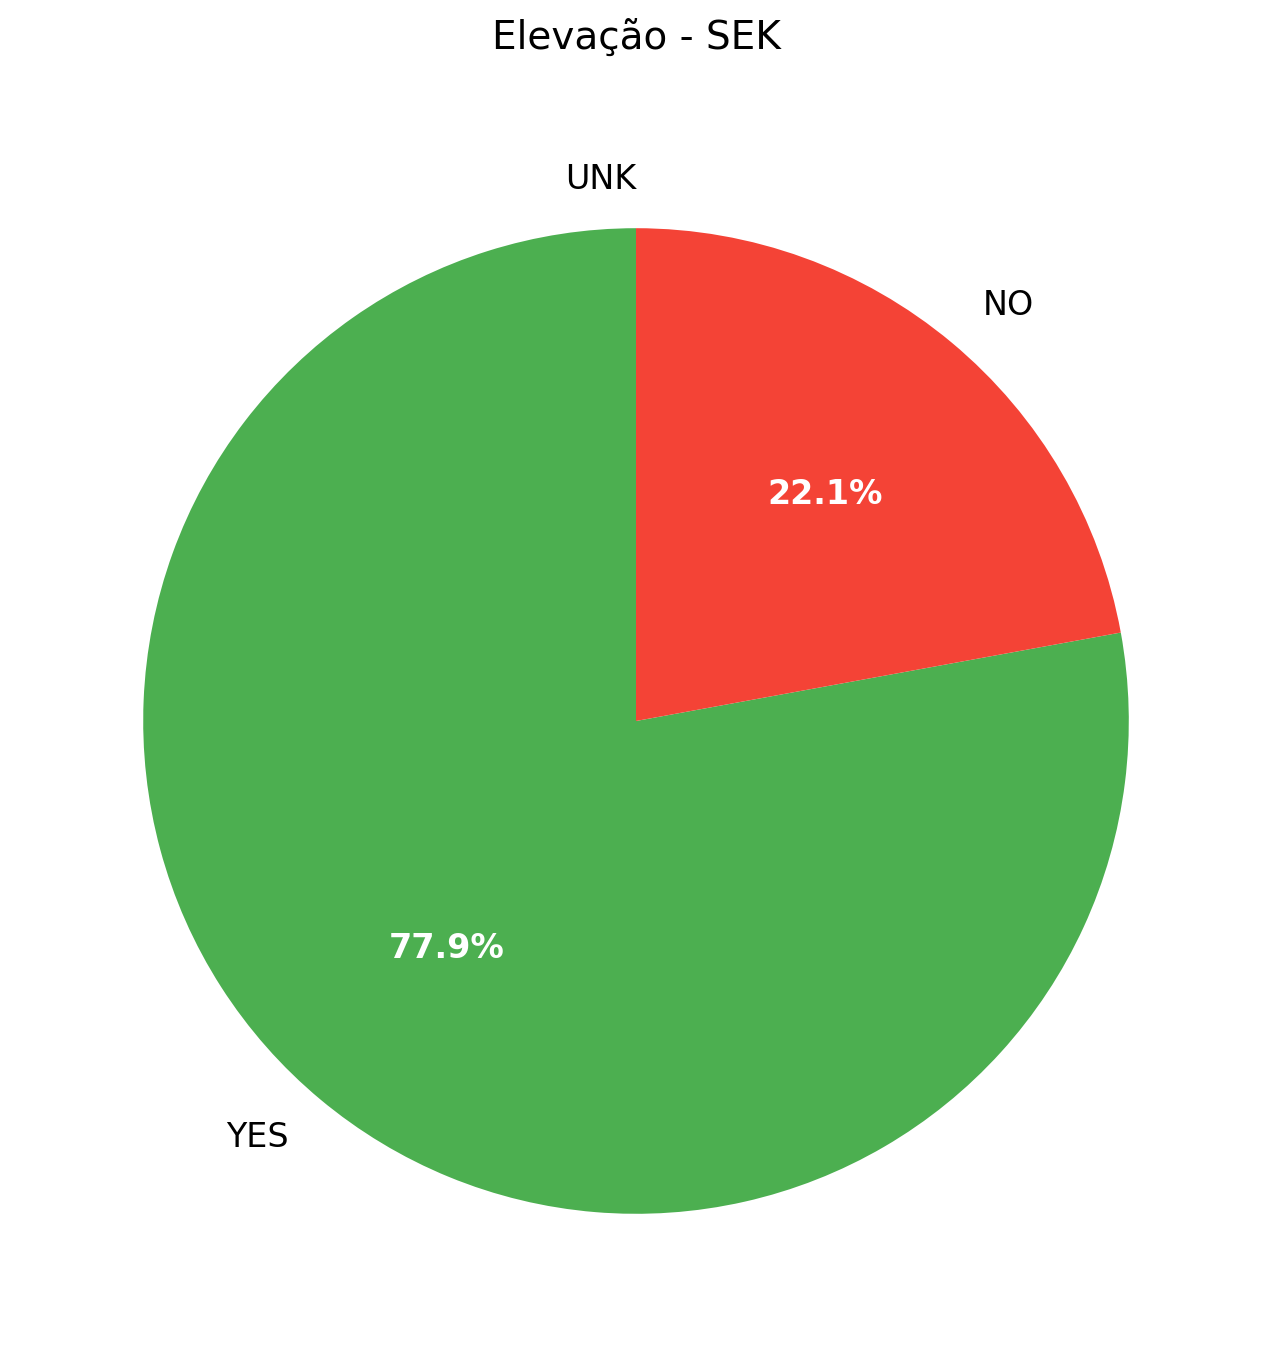 Elevação - SEK
UNK
NO
22.1%
77.9%
YES